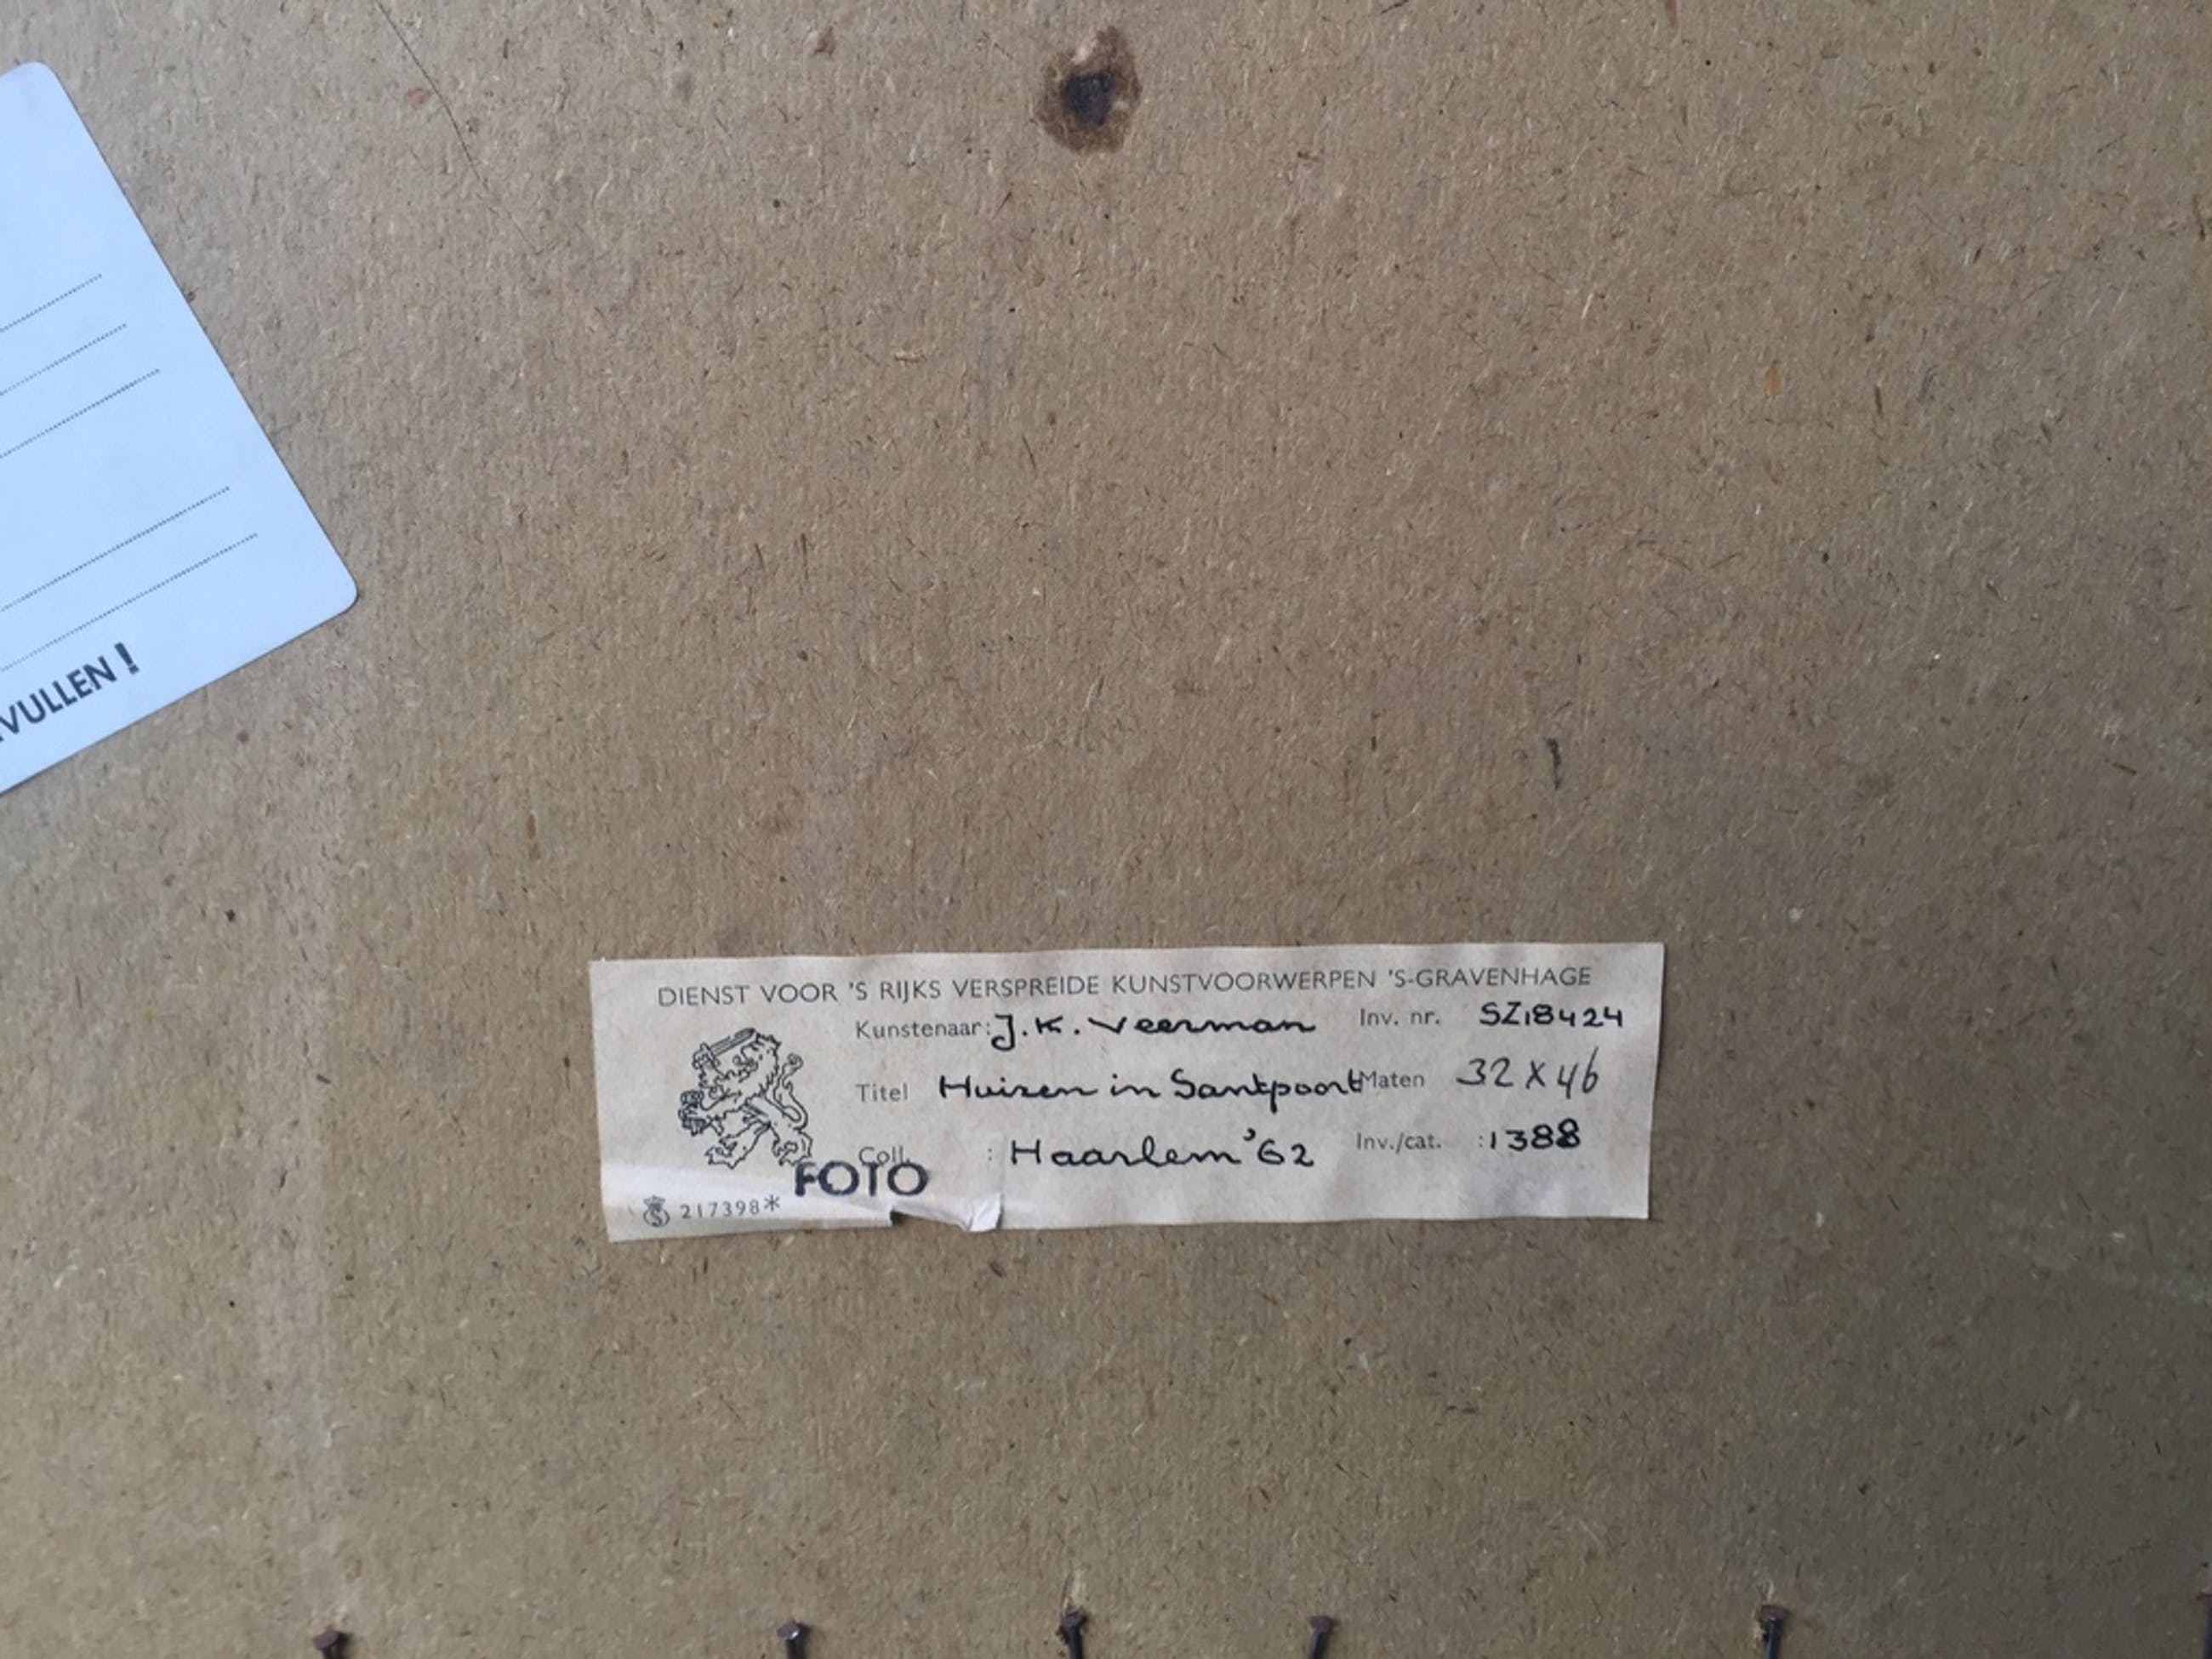 VULLEN!
DIENST VOOR 'S RIJKS VERSPREIDE KUNSTVOORWERPEN 'S-GRAVENHAGE
Kunstenaar: J.K. Veerman Inv. nr. SZ18424
Titel Huizen in Santpoort Maten 32 X 46
Coll. : Haarlem '62 Inv./cat. :1388
FOTO
217398*